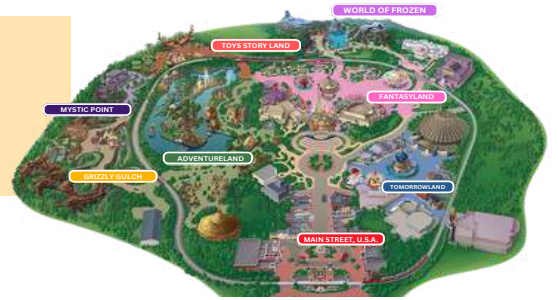 WORLD OF FROZEN
TOYS STORY LAND
FANTASYLAND
MYSTIC POINT
ADVENTURELAND
GRIZZLY GULCH
TOMORROWLAND
MAIN STREET, U.S.A.